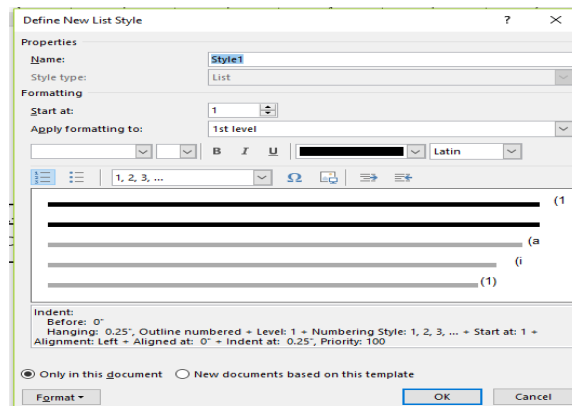 Define New List Style ? ×
Properties
Name: Style1
Style type: List
Formatting
Start at: 1
Apply formatting to: 1st level
B I U Latin
1, 2, 3, ... Ω
(1
(a
(i
(1)
Indent:
Before: 0"
Hanging: 0.25", Outline numbered + Level: 1 + Numbering Style: 1, 2, 3, ... + Start at: 1 +
Alignment: Left + Aligned at: 0" + Indent at: 0.25", Priority: 100
Only in this document New documents based on this template
Format OK Cancel